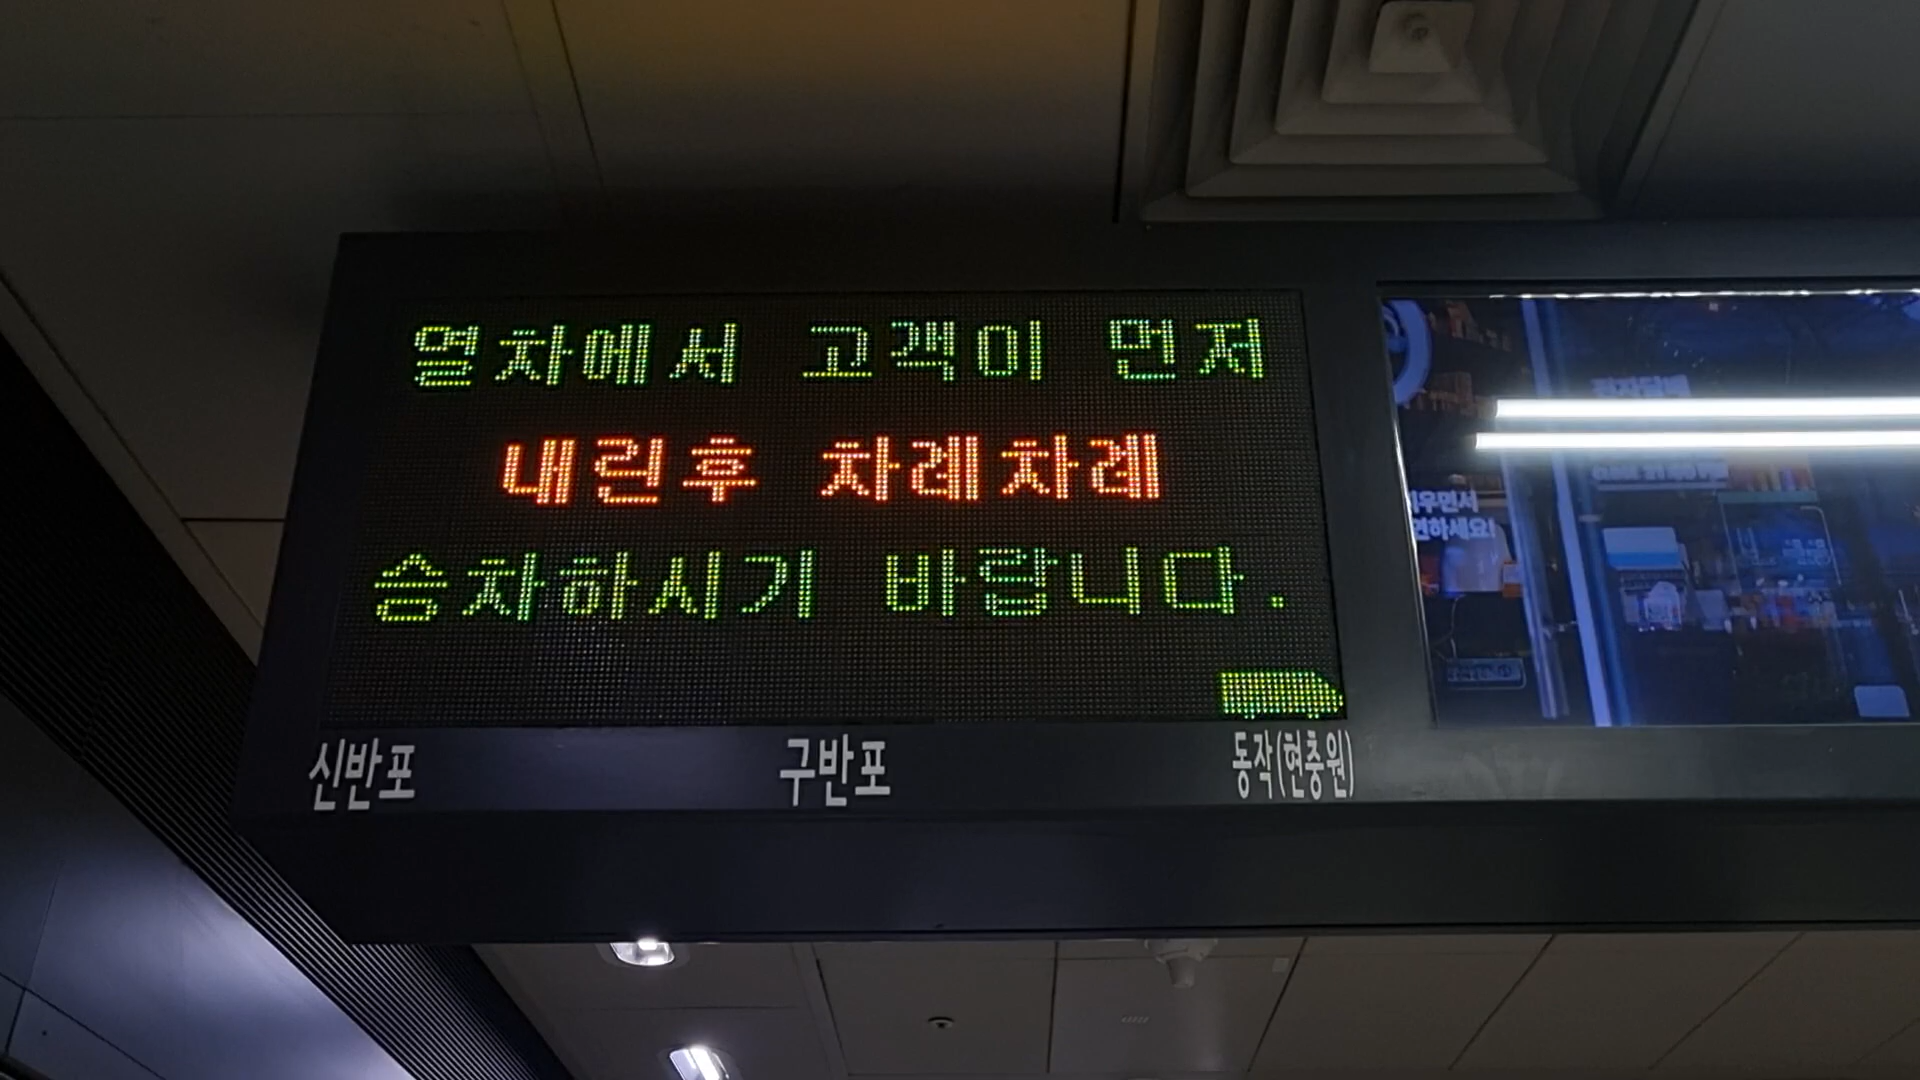 열차에서 고객이 먼저
내린후 차례차례
승차하시기 바랍니다.
신반포 구반포 동작(현충원)